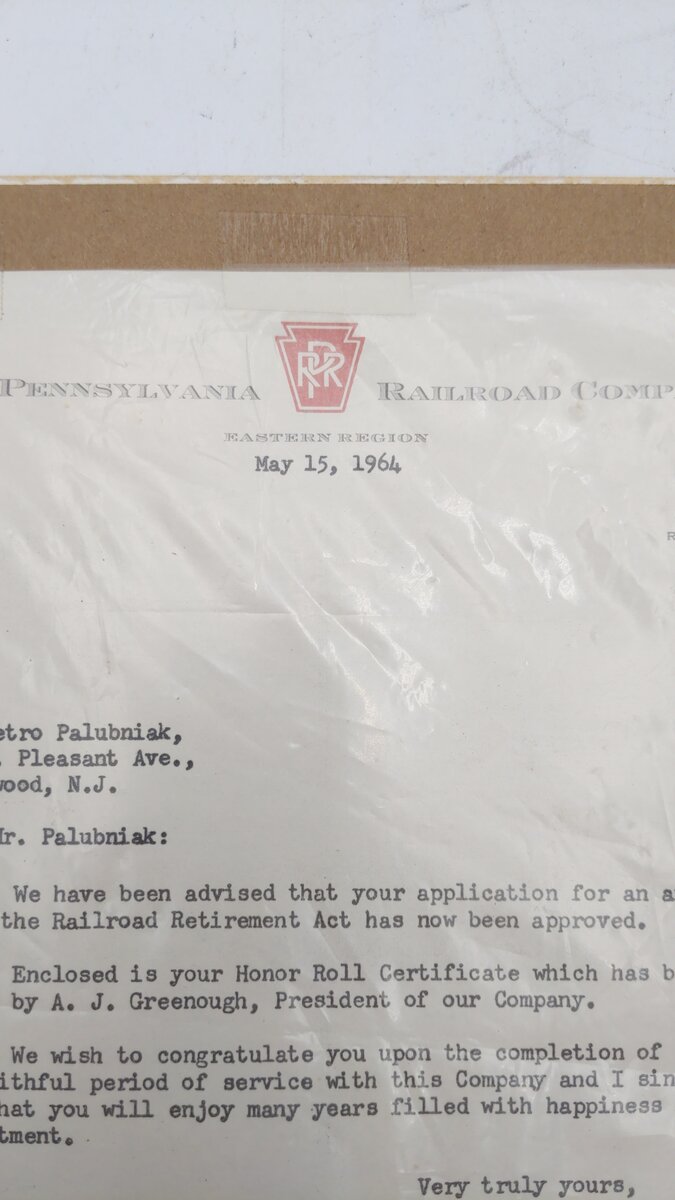 PENNSYLVANIA PRR RAILROAD COMP
EASTERN REGION
May 15, 1964
R
etro Palubniak,
. Pleasant Ave.,
wood, N.J.
Mr. Palubniak:
We have been advised that your application for an a
the Railroad Retirement Act has now been approved.
Enclosed is your Honor Roll Certificate which has b
by A. J. Greenough, President of our Company.
We wish to congratulate you upon the completion of
ithful period of service with this Company and I sin
hat you will enjoy many years filled with happiness
tment.
Very truly yours,